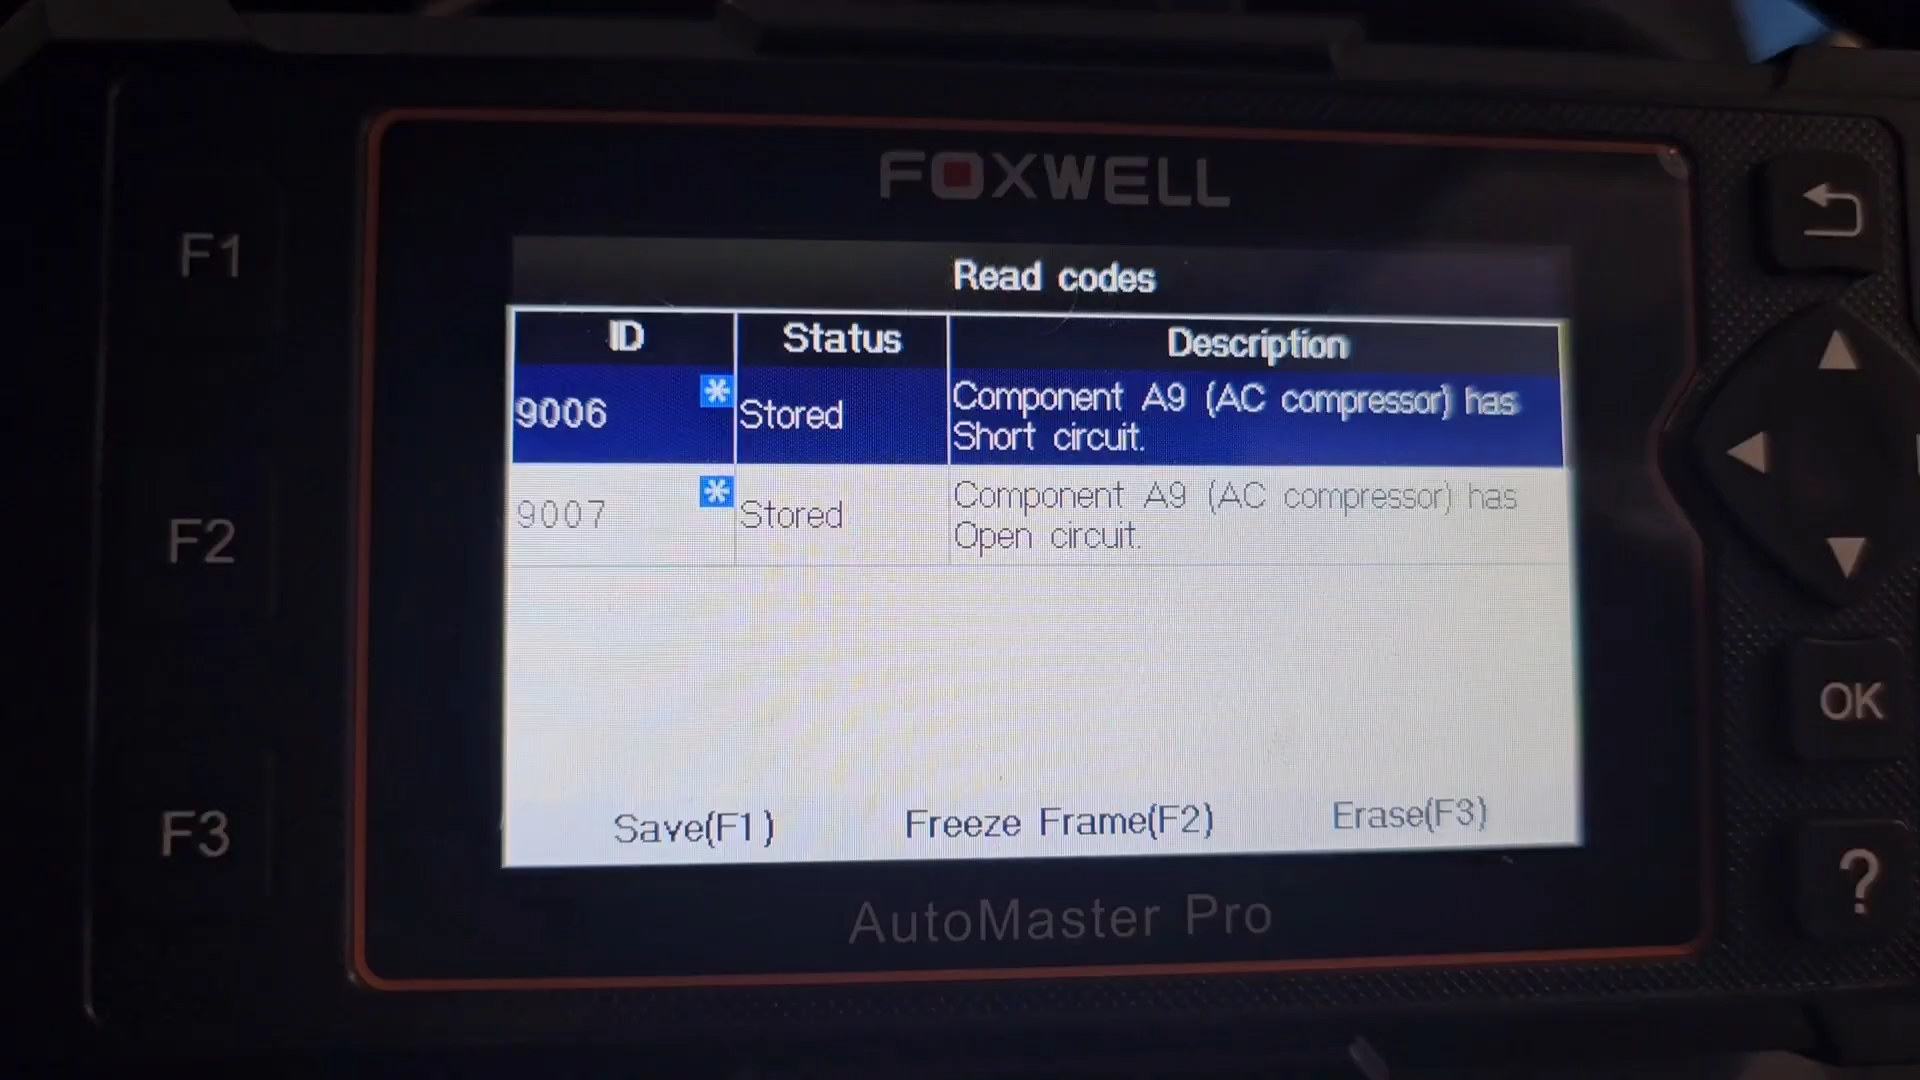 FOXWELL
Read codes
ID Status Description
9006 * Stored Component A9 (AC compressor) has
Short circuit.
9007 * Stored Component A9 (AC compressor) has
Open circuit.
Save(F1) Freeze Frame(F2) Erase(F3)
AutoMaster Pro
F1
F2
F3
OK
?